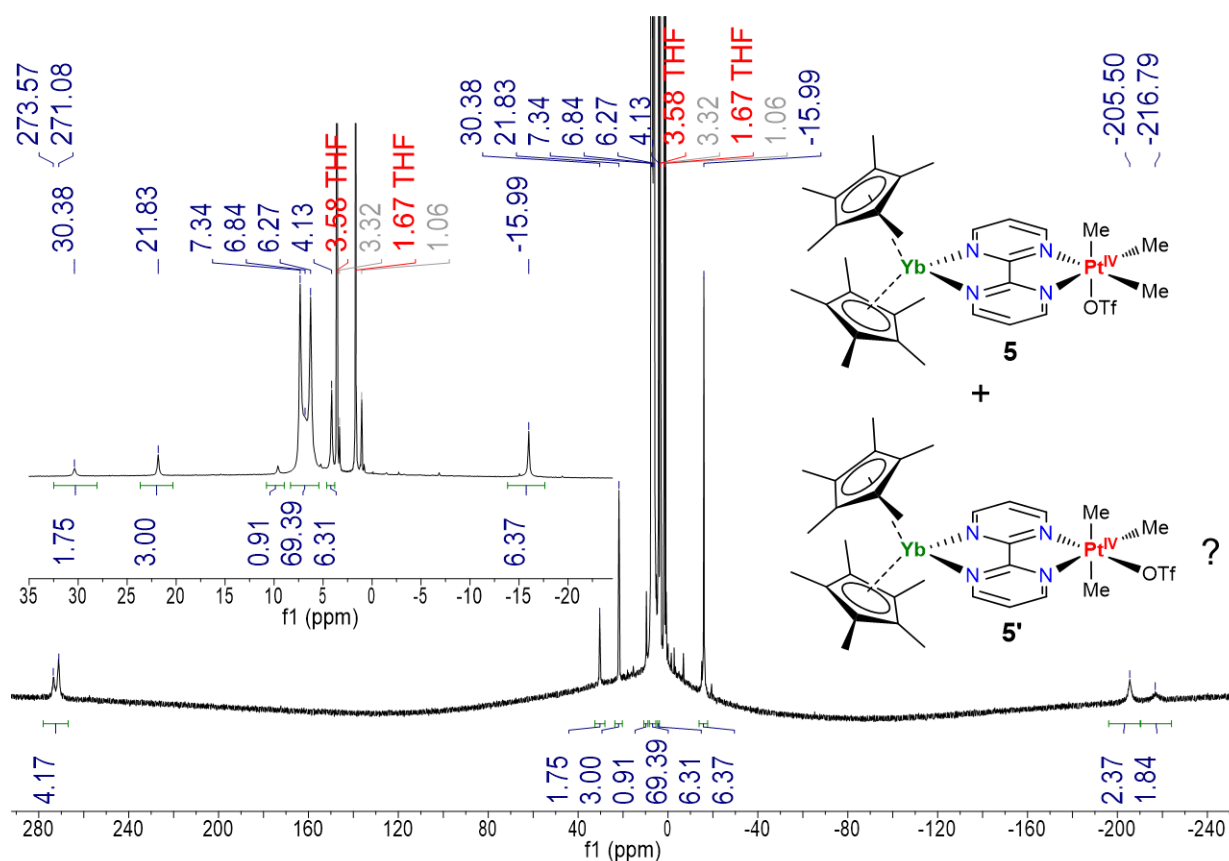 273.57
271.08
30.38
21.83
7.34
6.84
6.27
4.13
3.58 THF
3.32
1.67 THF
1.06
-15.99
-205.50
-216.79
30.38
21.83
7.34
6.84
6.27
4.13
3.58 THF
3.32
1.67 THF
1.06
-15.99
1.75
3.00
0.91
69.39
6.31
6.37
35 30 25 20 15 10 5 0 -5 -10 -15 -20
f1 (ppm)
Yb
N
N
N
N
Pt^IV
Me
Me
Me
OTf
5
+
Yb
N
N
N
N
Pt^IV
Me
Me
OTf
Me
?
5'
4.17
1.75
3.00
0.91
69.39
6.31
6.37
2.37
1.84
280 240 200 160 120 80 40 0 -40 -80 -120 -160 -200 -240
f1 (ppm)